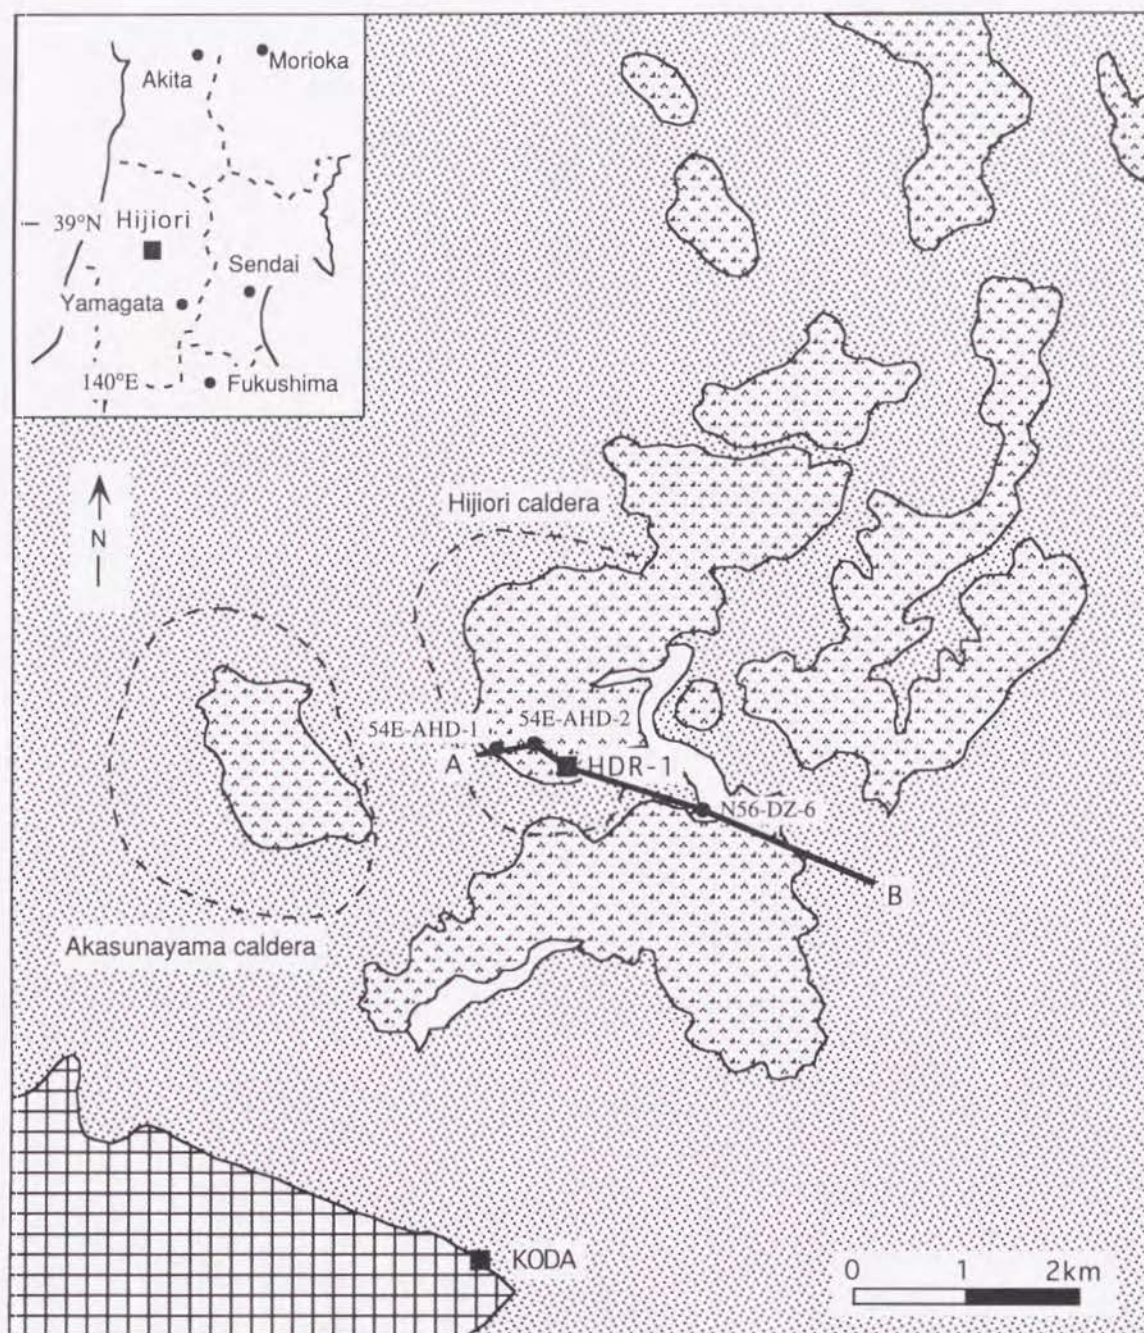 Akita
Morioka
39°N
Hijiori
Sendai
Yamagata
140°E
Fukushima
N
Hijiori caldera
54E-AHD-1
54E-AHD-2
A
HDR-1
N56-DZ-6
B
Akasunayama caldera
KODA
0 1 2km